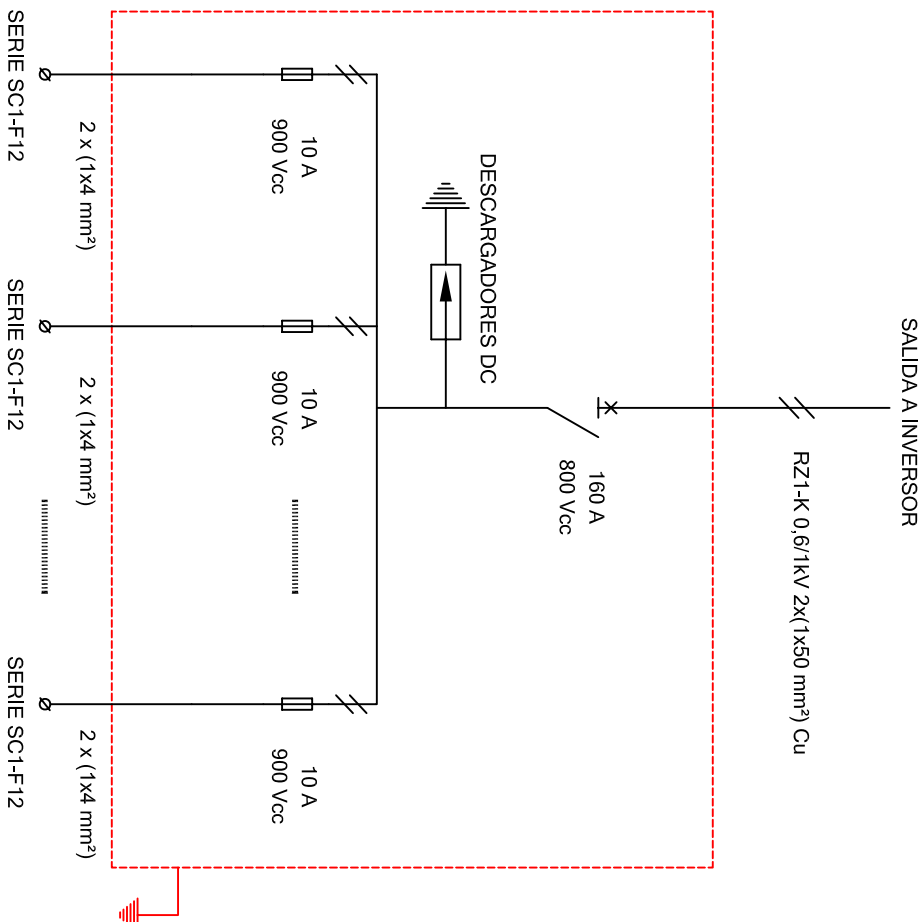 SALIDA A INVERSOR
RZ1-K 0,6/1kV 2x(1x50 mm²) Cu
160 A
800 Vcc
DESCARGADORES DC
10 A
900 Vcc
10 A
900 Vcc
10 A
900 Vcc
2 x (1x4 mm²)
2 x (1x4 mm²)
2 x (1x4 mm²)
SERIE SC1-F12
SERIE SC1-F12
SERIE SC1-F12